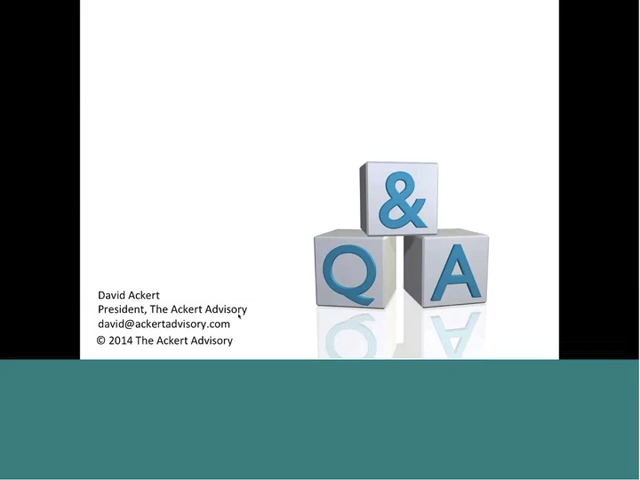 &
Q A
David Ackert
President, The Ackert Advisory
david@ackertadvisory.com
© 2014 The Ackert Advisory